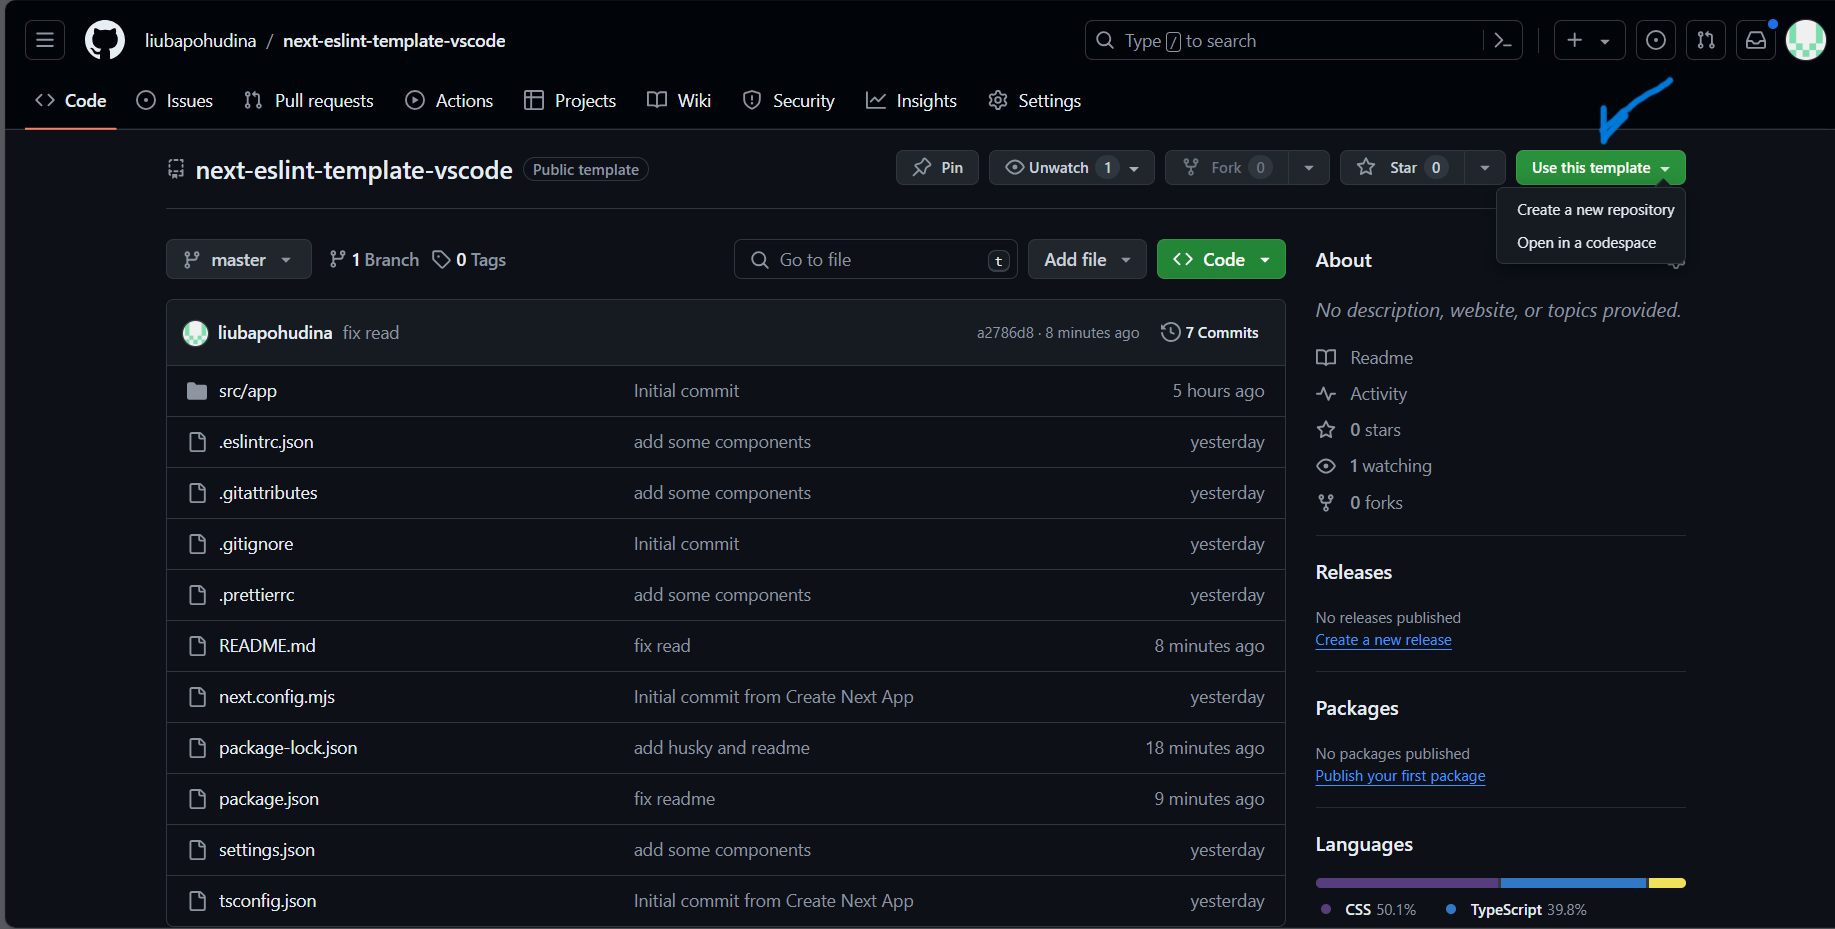 liubapohudina / next-eslint-template-vscode
Type / to search
Code Issues Pull requests Actions Projects Wiki Security Insights Settings
next-eslint-template-vscode Public template
Pin Unwatch 1 Fork 0 Star 0 Use this template
Create a new repository
Open in a codespace
master 1 Branch 0 Tags Go to file t Add file Code
liubapohudina fix read a2786d8 · 8 minutes ago 7 Commits
src/app Initial commit 5 hours ago
.eslintrc.json add some components yesterday
.gitattributes add some components yesterday
.gitignore Initial commit yesterday
.prettierrc add some components yesterday
README.md fix read 8 minutes ago
next.config.mjs Initial commit from Create Next App yesterday
package-lock.json add husky and readme 18 minutes ago
package.json fix readme 9 minutes ago
settings.json add some components yesterday
tsconfig.json Initial commit from Create Next App yesterday
About
No description, website, or topics provided.
Readme
Activity
0 stars
1 watching
0 forks
Releases
No releases published
Create a new release
Packages
No packages published
Publish your first package
Languages
CSS 50.1% TypeScript 39.8%